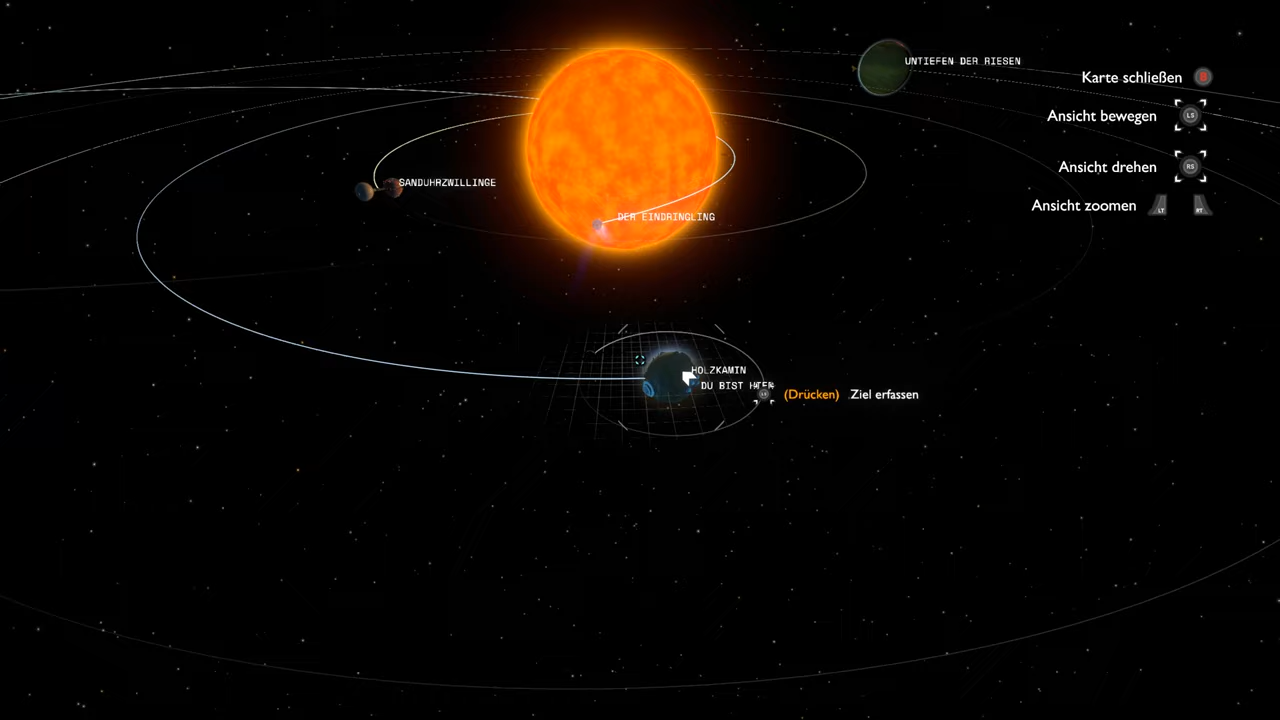 UNTIEFEN DER RIESEN
Karte schließen B
Ansicht bewegen LS
Ansicht drehen RS
SANDUHRZWILLINGE
Ansicht zoomen LT RT
DER EINDRINGLING
HOLZKAMIN
DU BIST HIER
(Drücken) Ziel erfassen